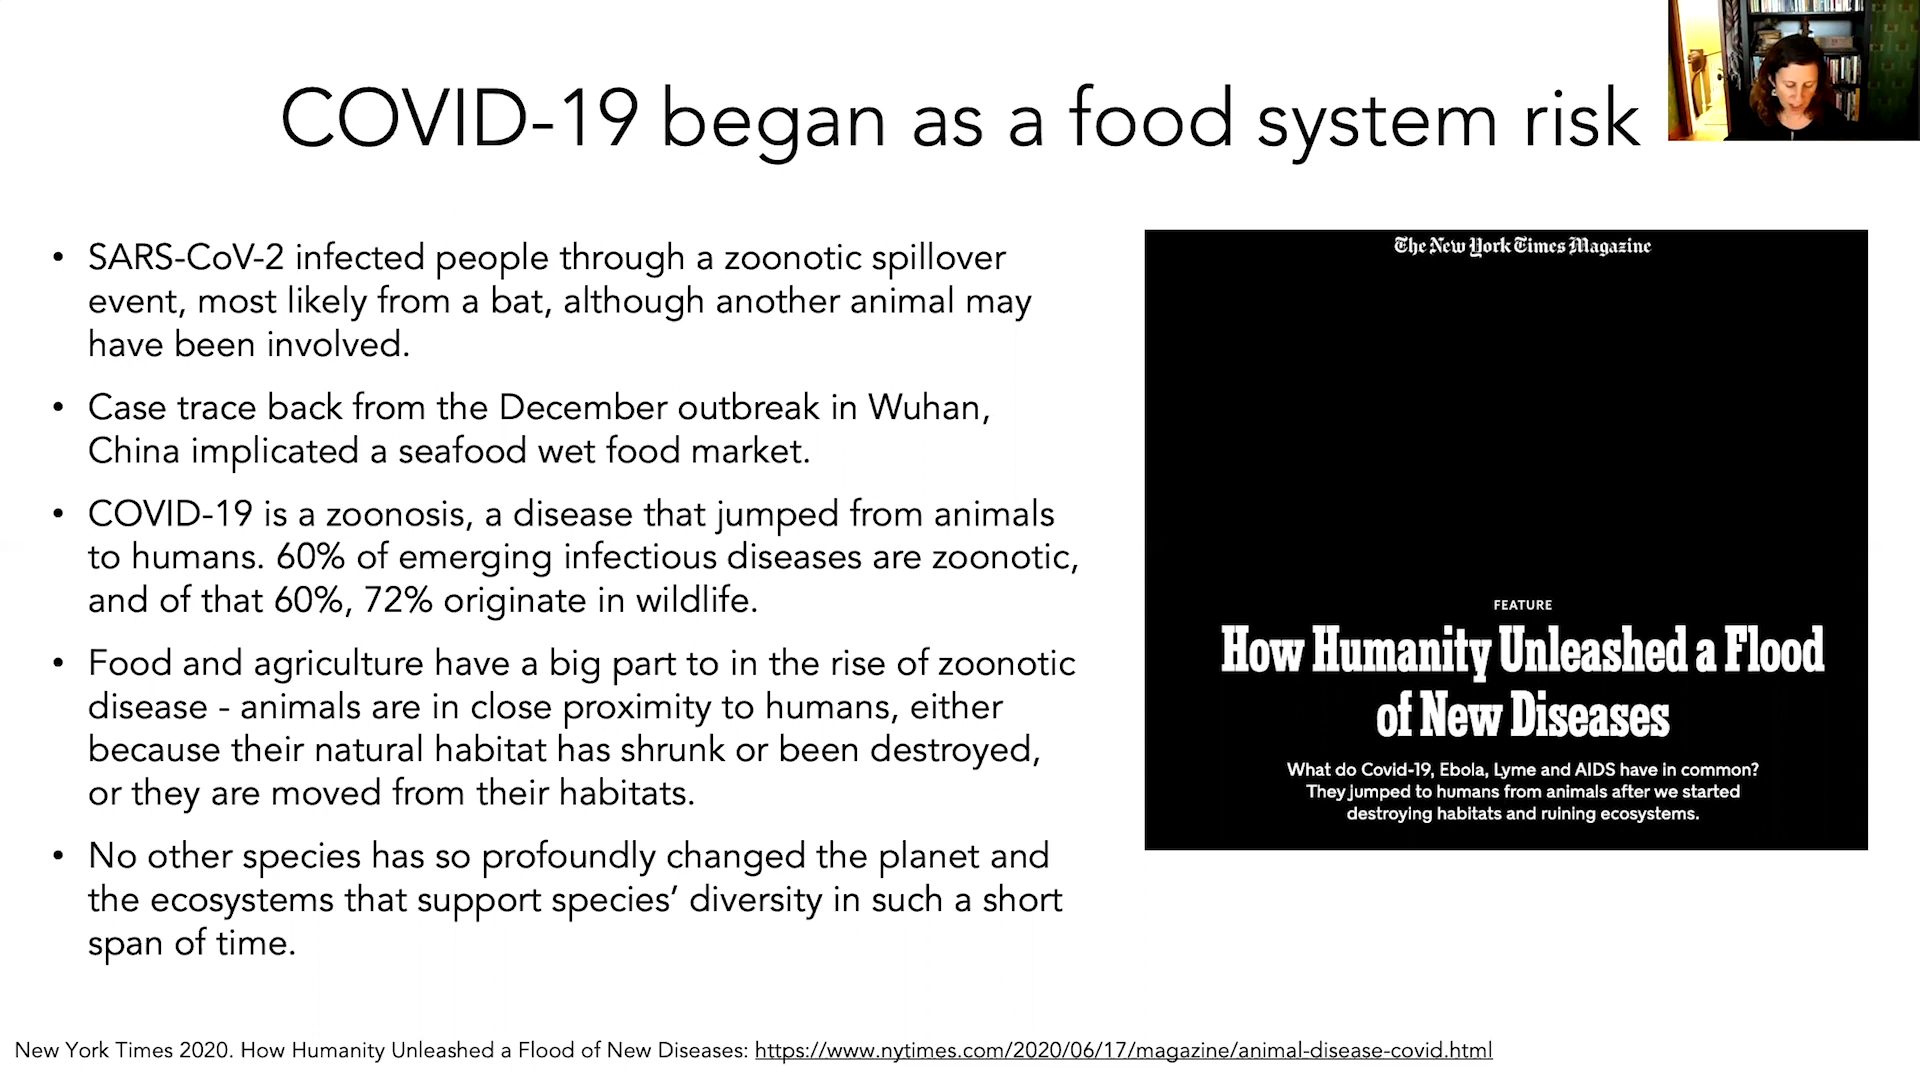 COVID-19 began as a food system risk
• SARS-CoV-2 infected people through a zoonotic spillover
event, most likely from a bat, although another animal may
have been involved.
• Case trace back from the December outbreak in Wuhan,
China implicated a seafood wet food market.
• COVID-19 is a zoonosis, a disease that jumped from animals
to humans. 60% of emerging infectious diseases are zoonotic,
and of that 60%, 72% originate in wildlife.
• Food and agriculture have a big part to in the rise of zoonotic
disease - animals are in close proximity to humans, either
because their natural habitat has shrunk or been destroyed,
or they are moved from their habitats.
• No other species has so profoundly changed the planet and
the ecosystems that support species’ diversity in such a short
span of time.
The New York Times Magazine
FEATURE
How Humanity Unleashed a Flood
of New Diseases
What do Covid-19, Ebola, Lyme and AIDS have in common?
They jumped to humans from animals after we started
destroying habitats and ruining ecosystems.
New York Times 2020. How Humanity Unleashed a Flood of New Diseases: https://www.nytimes.com/2020/06/17/magazine/animal-disease-covid.html